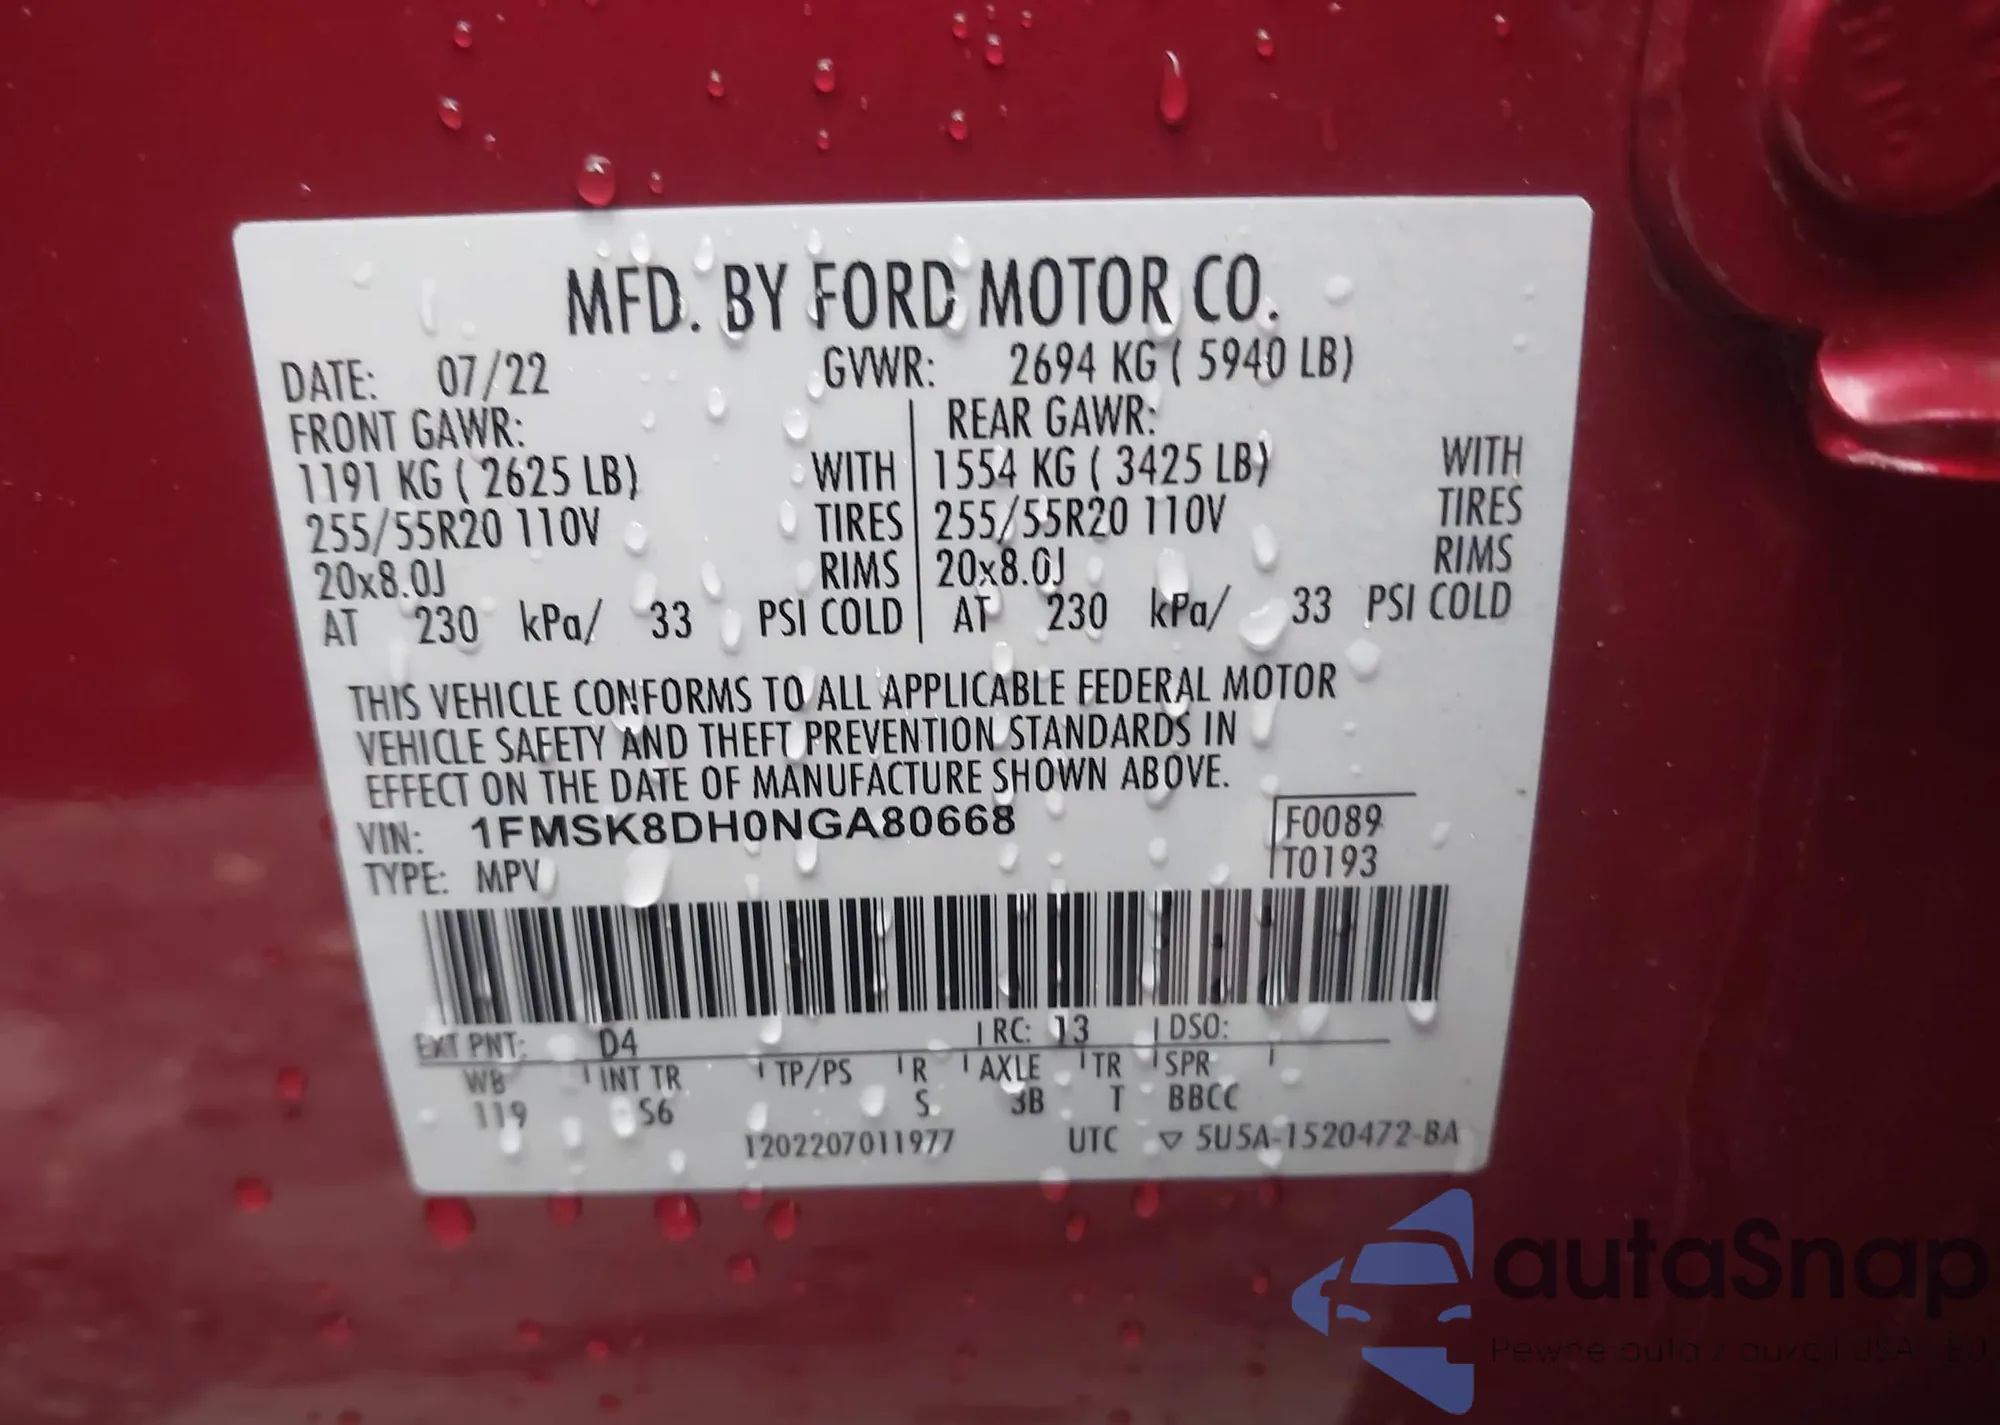 MFD. BY FORD MOTOR CO.
DATE: 07/22 GVWR: 2694 KG ( 5940 LB)
FRONT GAWR: REAR GAWR:
1191 KG ( 2625 LB) WITH 1554 KG ( 3425 LB) WITH
255/55R20 110V TIRES 255/55R20 110V TIRES
20x8.0J RIMS 20x8.0J RIMS
AT 230 kPa/ 33 PSI COLD AT 230 kPa/ 33 PSI COLD
THIS VEHICLE CONFORMS TO ALL APPLICABLE FEDERAL MOTOR
VEHICLE SAFETY AND THEFT PREVENTION STANDARDS IN
EFFECT ON THE DATE OF MANUFACTURE SHOWN ABOVE.
VIN: 1FMSK8DH0NGA80668 F0089
TYPE: MPV T0193
EXT PNT: D4 RC: 13 DSO:
WB INT TR TP/PS R AXLE TR SPR
119 S6 S 3B T BBCC
1202207011977 UTC ▽ 5U5A-1520472-BA
autaSnap
Pewne auta z aukcji USA